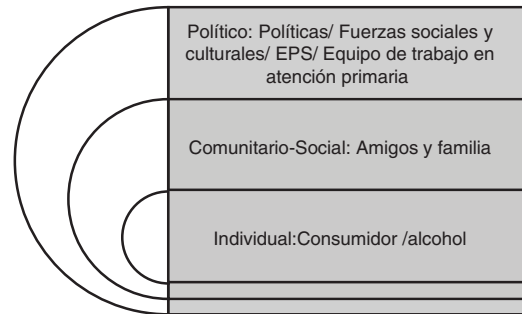 Político: Políticas/ Fuerzas sociales y
culturales/ EPS/ Equipo de trabajo en
atención primaria
Comunitario-Social: Amigos y familia
Individual:Consumidor /alcohol